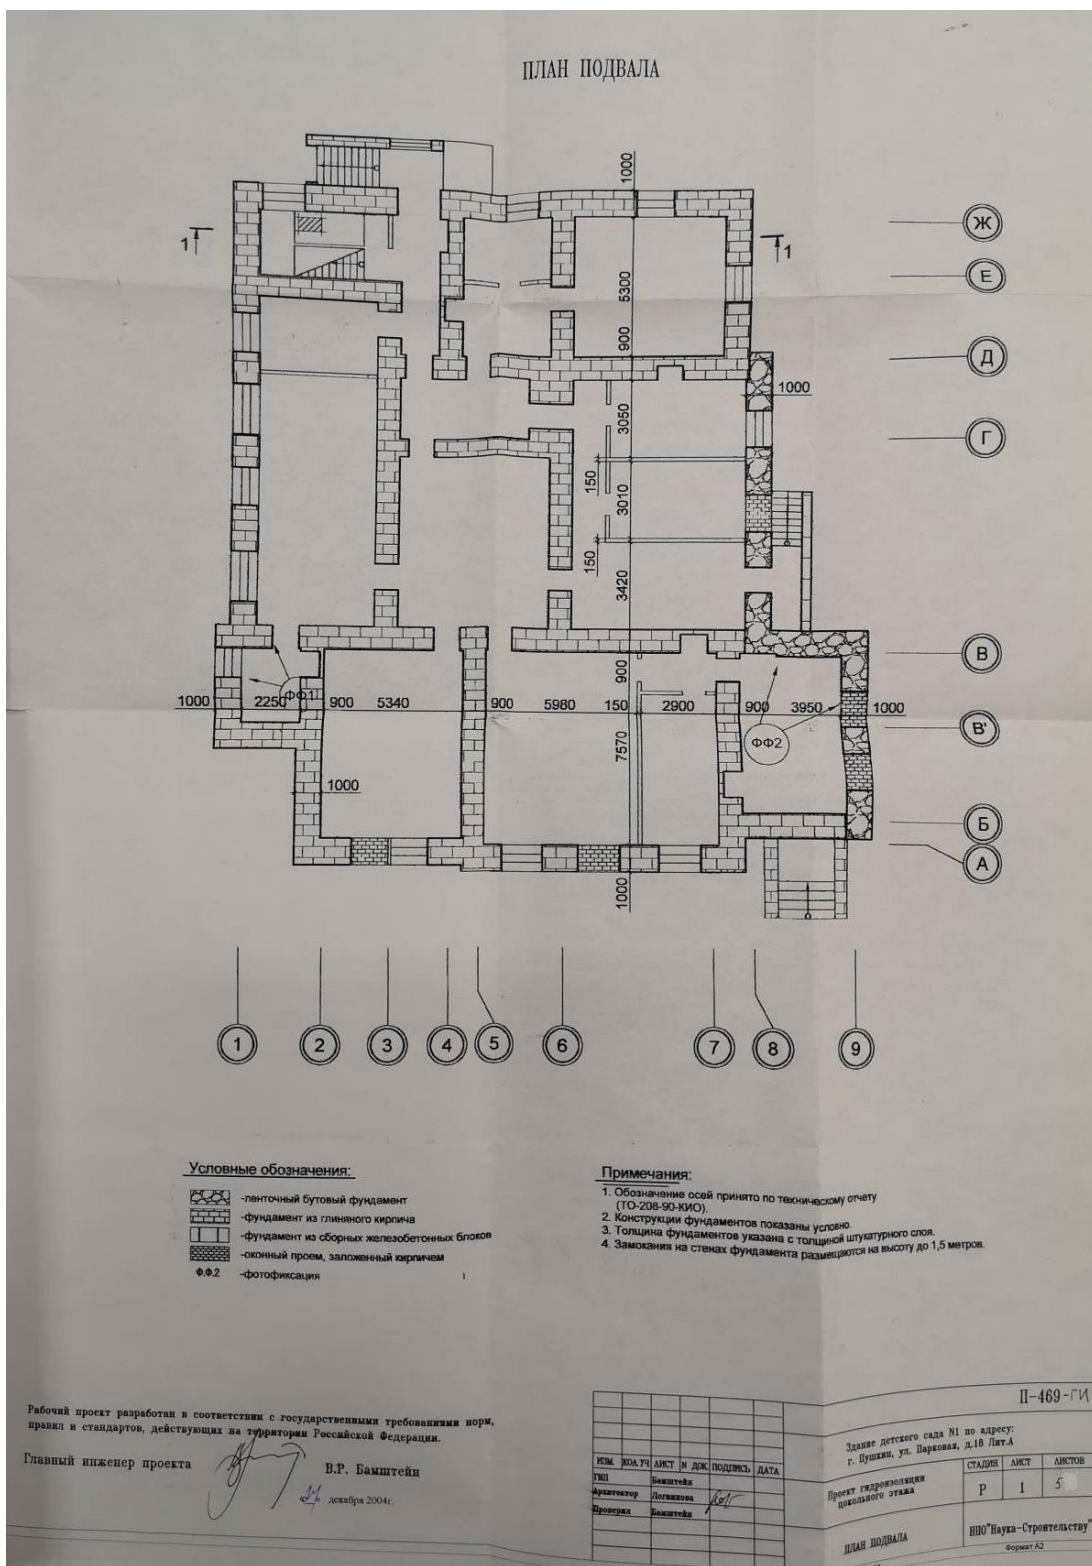 ПЛАН ПОДВАЛА
1000
Ж
1
1
Е
5300
900
Д
1000
3050
Г
150
3010
150
3420
В
900
1000
2250
ФФ1
900
5340
900
5980
150
2900
900
3950
1000
В'
ФФ2
7570
1000
Б
А
1000
1
2
3
4
5
6
7
8
9
Условные обозначения:
-ленточный бутовый фундамент
-фундамент из глиняного кирпича
-фундамент из сборных железобетонных блоков
-оконный проем, заложенный кирпичем
Ф.Ф.2 -фотофиксация
Примечания:
1. Обозначение осей принято по техническому отчету
(ТО-208-90-КИО).
2. Конструкции фундаментов показаны условно.
3. Толщина фундаментов указана с толщиной штукатурного слоя.
4. Замокания на стенах фундамента размещаются на высоту до 1,5 метров.
Рабочий проект разработан в соответствии с государственными требованиями норм,
правил и стандартов, действующих на территории Российской Федерации.
Главный инженер проекта
В.Р. Бамштейн
27 декабря 2004г.
П-469-ГИ
Здание детского сада N1 по адресу:
г. Пушкин, ул. Парковая, д.18 Лит.А
ИЗМ. КОЛ.УЧ ЛИСТ N ДОК ПОДПИСЬ ДАТА
ГИП Бамштейн
Архитектор Логвинова
Проверил Бамштейн
Проект гидроизоляции
цокольного этажа
СТАДИЯ ЛИСТ ЛИСТОВ
Р 1 5
ПЛАН ПОДВАЛА
НПО"Наука-Строительству"
Формат А2